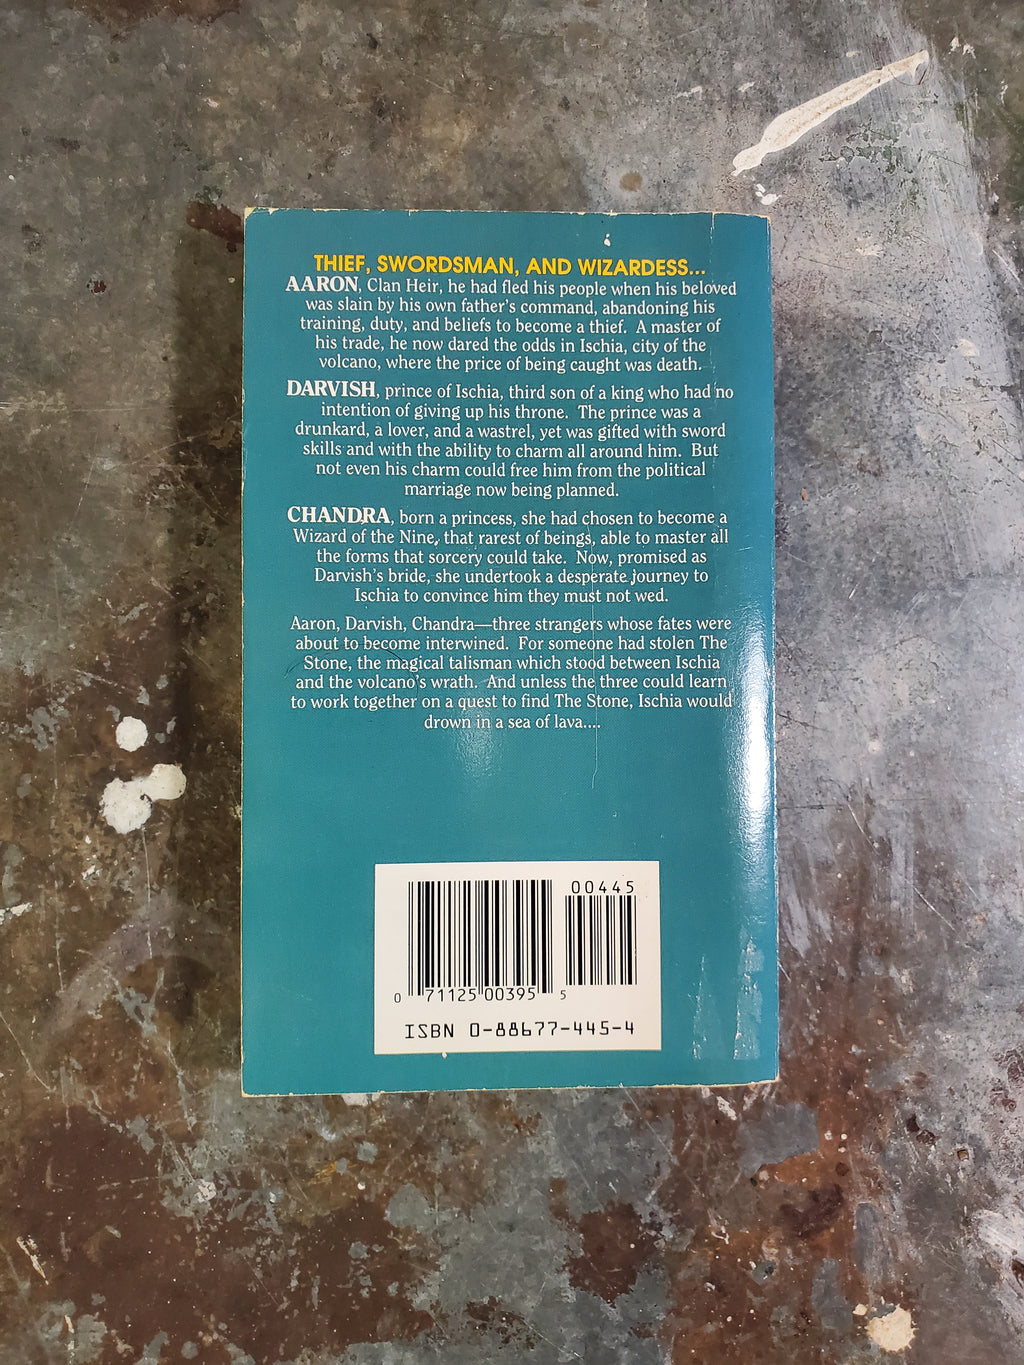 THIEF, SWORDSMAN, AND WIZARDESS...
AARON, Clan Heir, he had fled his people when his beloved
was slain by his own father's command, abandoning his
training, duty, and beliefs to become a thief. A master of
his trade, he now dared the odds in Ischia, city of the
volcano, where the price of being caught was death.
DARVISH, prince of Ischia, third son of a king who had no
intention of giving up his throne. The prince was a
drunkard, a lover, and a wastrel, yet was gifted with sword
skills and with the ability to charm all around him. But
not even his charm could free him from the political
marriage now being planned.
CHANDRA, born a princess, she had chosen to become a
Wizard of the Nine, that rarest of beings, able to master all
the forms that sorcery could take. Now, promised as
Darvish's bride, she undertook a desperate journey to
Ischia to convince him they must not wed.
Aaron, Darvish, Chandra—three strangers whose fates were
about to become interwined. For someone had stolen The
Stone, the magical talisman which stood between Ischia
and the volcano's wrath. And unless the three could learn
to work together on a quest to find The Stone, Ischia would
drown in a sea of lava....
00445
0 71125 00395 5
ISBN 0-88677-445-4